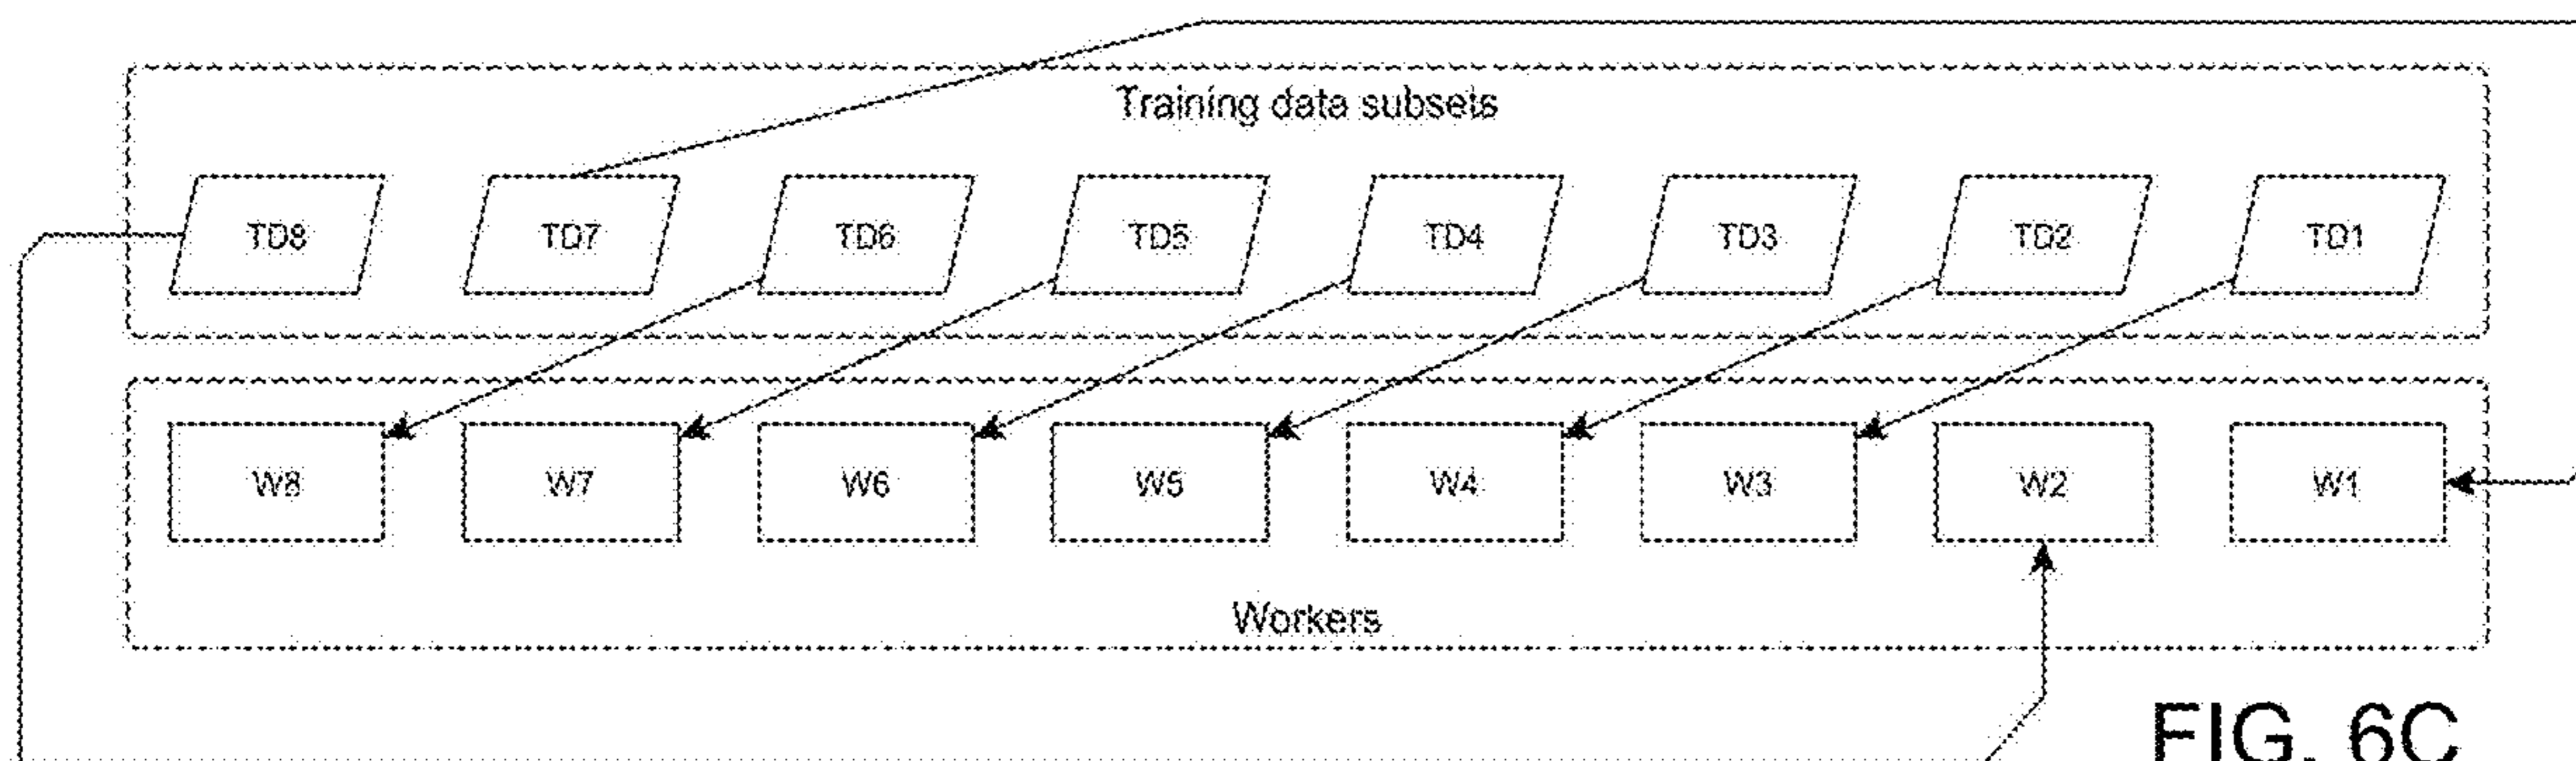 Training data subsets
TD8 TD7 TD6 TD5 TD4 TD3 TD2 TD1
W8 W7 W6 W5 W4 W3 W2 W1
Workers
FIG. 6C